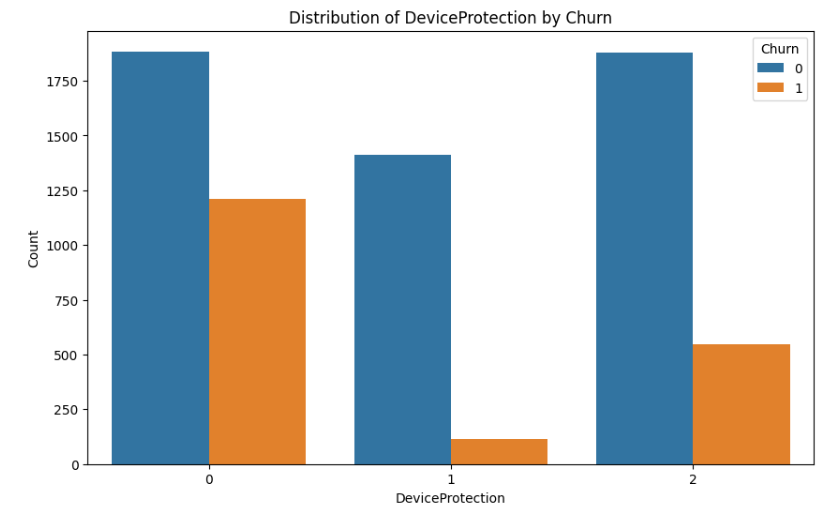 Distribution of DeviceProtection by Churn
Churn
0
1
1750
1500
1250
1000
750
500
250
0
Count
0 1 2
DeviceProtection